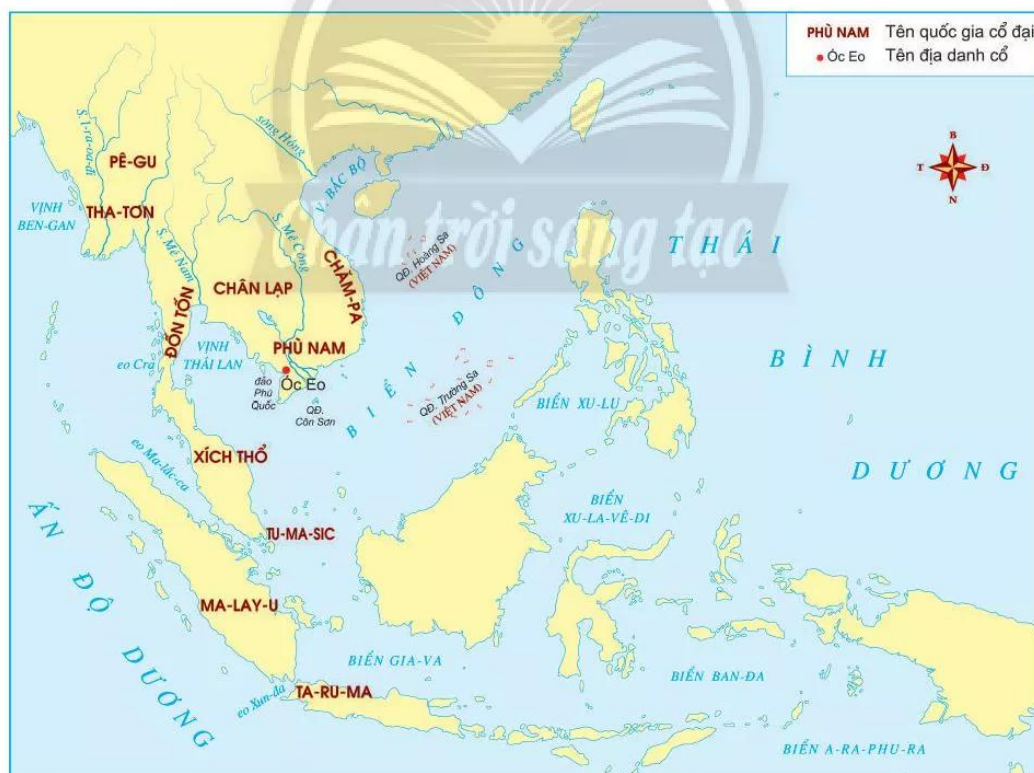 PHÙ NAM Tên quốc gia cổ đại
Óc Eo Tên địa danh cổ
B
T Đ
N
S. I-ra-oa-đi
sông Hồng
PÊ-GU
V. BẮC BỘ
VỊNH
BEN-GAN
THA-TƠN
S. Mê Nam
S. Mê Công
Chân trời sáng tạo
QĐ. Hoàng Sa
(VIỆT NAM)
THÁI
CHĂM-PA
CHÂN LẠP
ĐỐN TỐN
BIỂN ĐÔNG
VỊNH
THÁI LAN
PHÙ NAM
BÌNH
eo Cra
Óc Eo
đảo
Phú
Quốc
QĐ.
Côn Sơn
QĐ. Trường Sa
(VIỆT NAM)
BIỂN XU-LU
XÍCH THỔ
eo Ma-lắc-ca
DƯƠNG
BIỂN
XU-LA-VÊ-DI
TU-MA-SIC
ẤN ĐỘ DƯƠNG
MA-LAY-U
BIỂN GIA-VA
BIỂN BAN-ĐA
eo Xun-đa
TA-RU-MA
BIỂN A-RA-PHU-RA